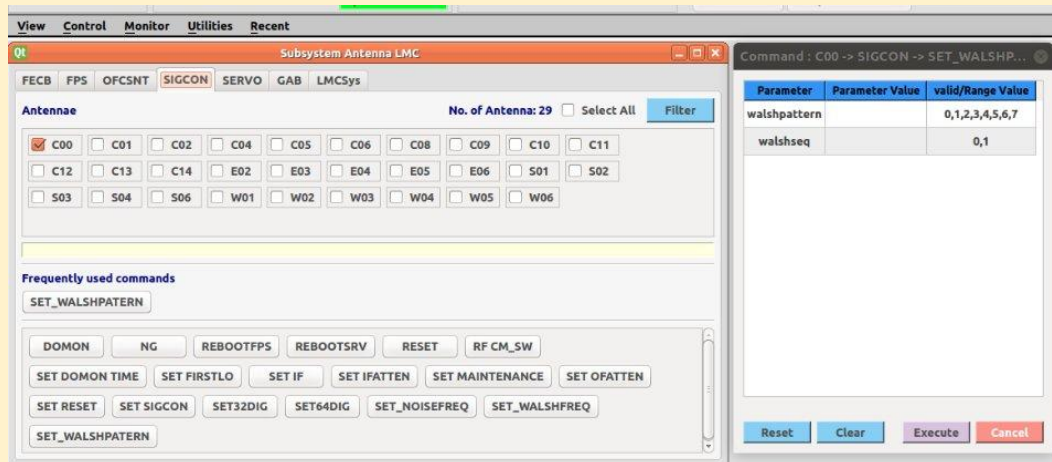 View Control Monitor Utilities Recent
Qt Subsystem Antenna LMC
FECB FPS OFCSNT SIGCON SERVO GAB LMCSys
Antennae No. of Antenna: 29 Select All Filter
C00 C01 C02 C04 C05 C06 C08 C09 C10 C11
C12 C13 C14 E02 E03 E04 E05 E06 S01 S02
S03 S04 S06 W01 W02 W03 W04 W05 W06
Frequently used commands
SET_WALSHPATERN
DOMON NG REBOOTFPS REBOOTSRV RESET RF CM_SW
SET DOMON TIME SET FIRSTLO SET IF SET IFATTEN SET MAINTENANCE SET OFATTEN
SET RESET SET SIGCON SET32DIG SET64DIG SET_NOISEFREQ SET_WALSHFREQ
SET_WALSHPATERN
Command : C00 -> SIGCON -> SET_WALSHP...
Parameter Parameter Value valid/Range Value
walshpattern 0,1,2,3,4,5,6,7
walshseq 0,1
Reset Clear Execute Cancel